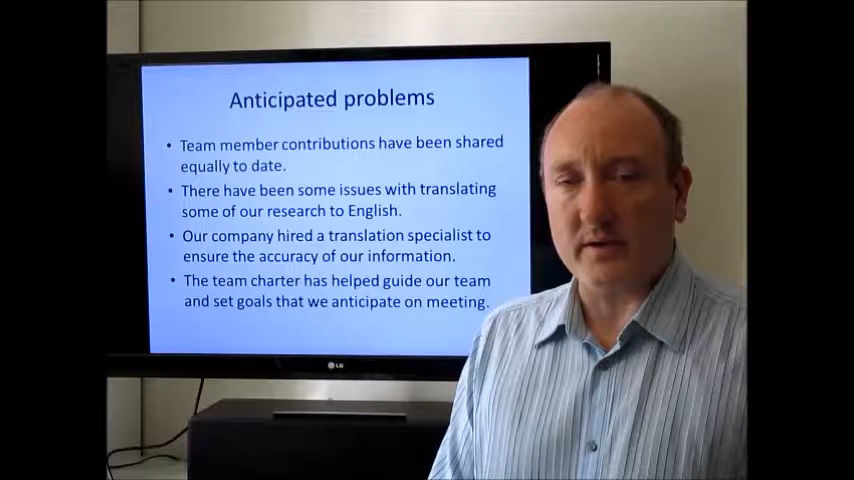 Anticipated problems
• Team member contributions have been shared
equally to date.
• There have been some issues with translating
some of our research to English.
• Our company hired a translation specialist to
ensure the accuracy of our information.
• The team charter has helped guide our team
and set goals that we anticipate on meeting.
LG